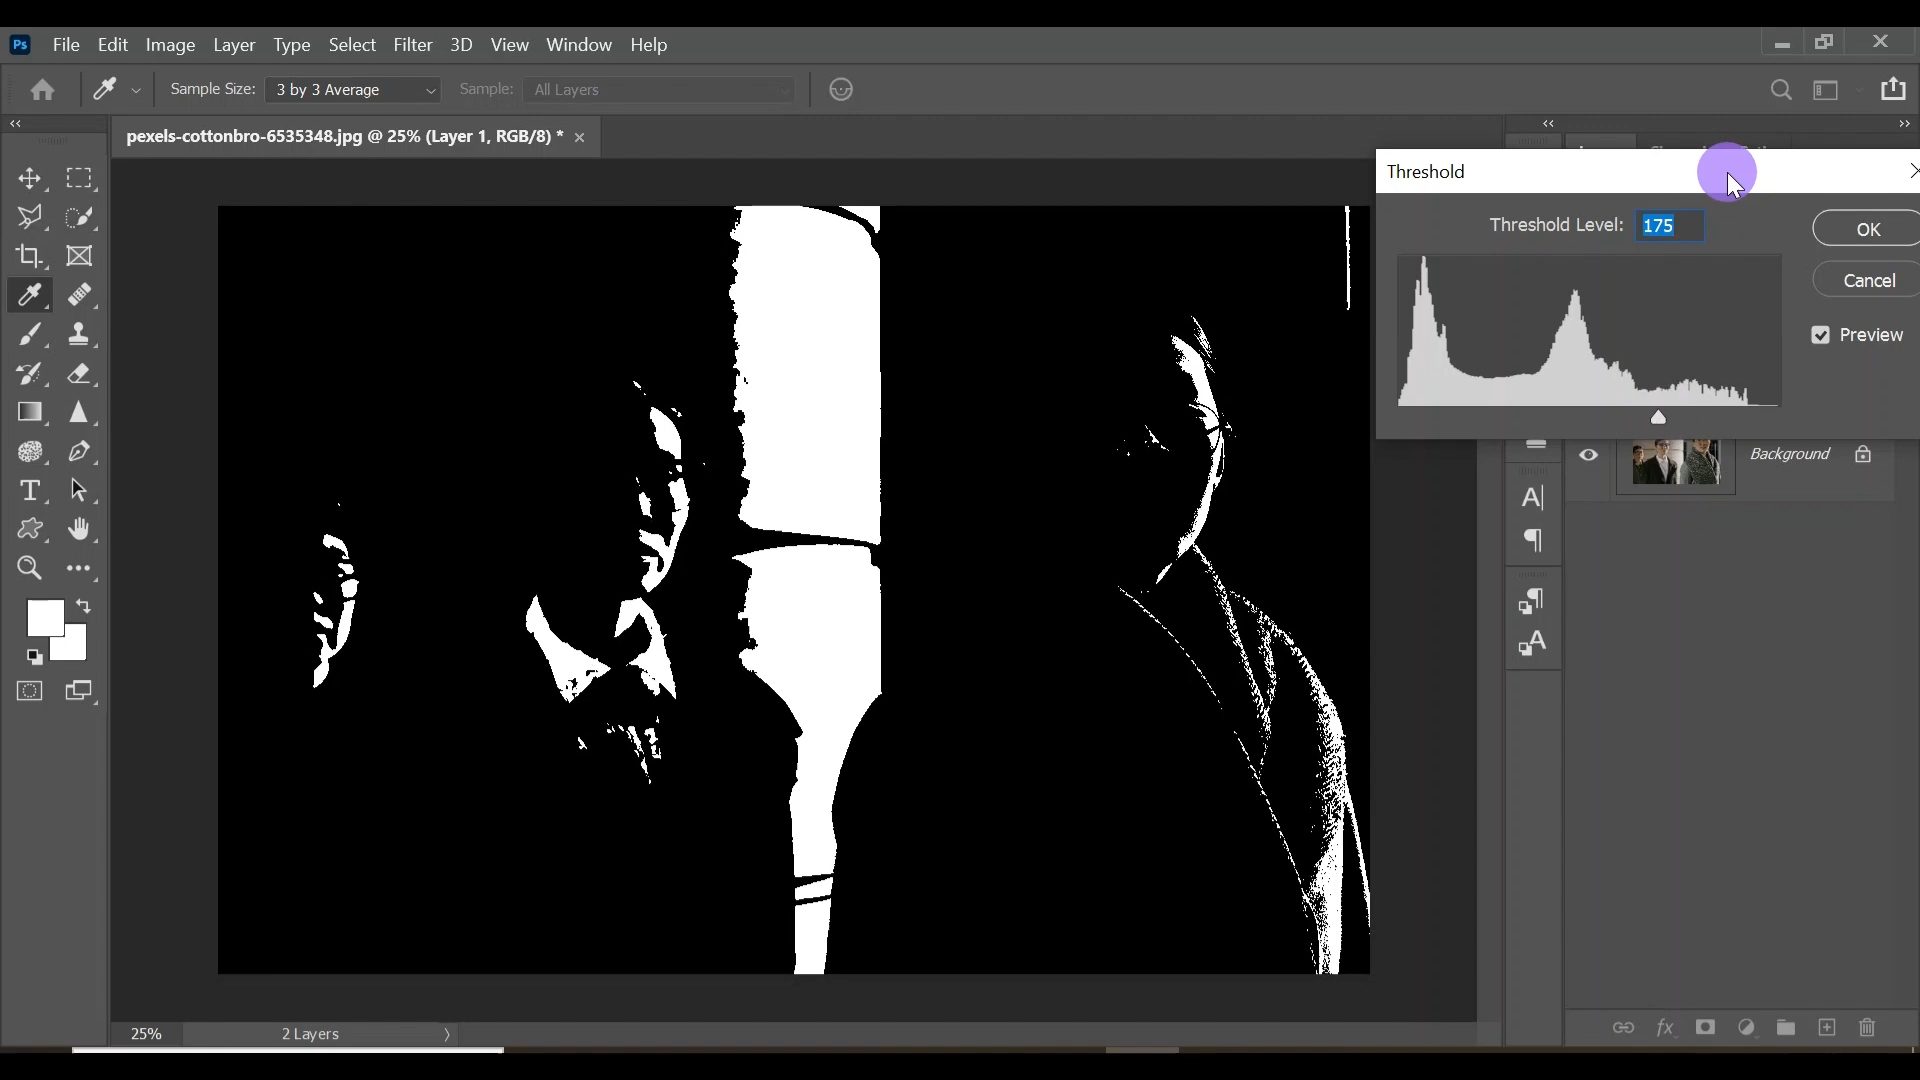 Ps File Edit Image Layer Type Select Filter 3D View Window Help
Sample Size: 3 by 3 Average Sample: All Layers
pexels-cottonbro-6535348.jpg @ 25% (Layer 1, RGB/8) *
Threshold
Threshold Level: 175
OK
Cancel
Preview
Background
25% 2 Layers